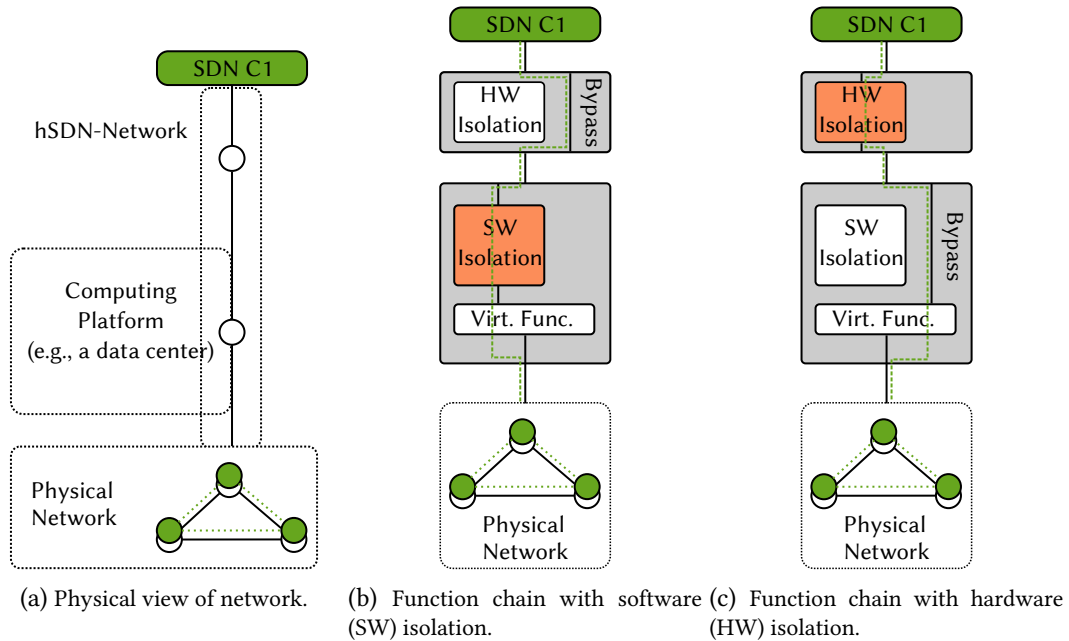 SDN C1
hSDN-Network
Computing
Platform
(e.g., a data center)
Physical
Network
(a) Physical view of network.
SDN C1
HW
Isolation
Bypass
SW
Isolation
Virt. Func.
Physical
Network
(b) Function chain with software
(SW) isolation.
SDN C1
HW
Isolation
SW
Isolation
Bypass
Virt. Func.
Physical
Network
(c) Function chain with hardware
(HW) isolation.